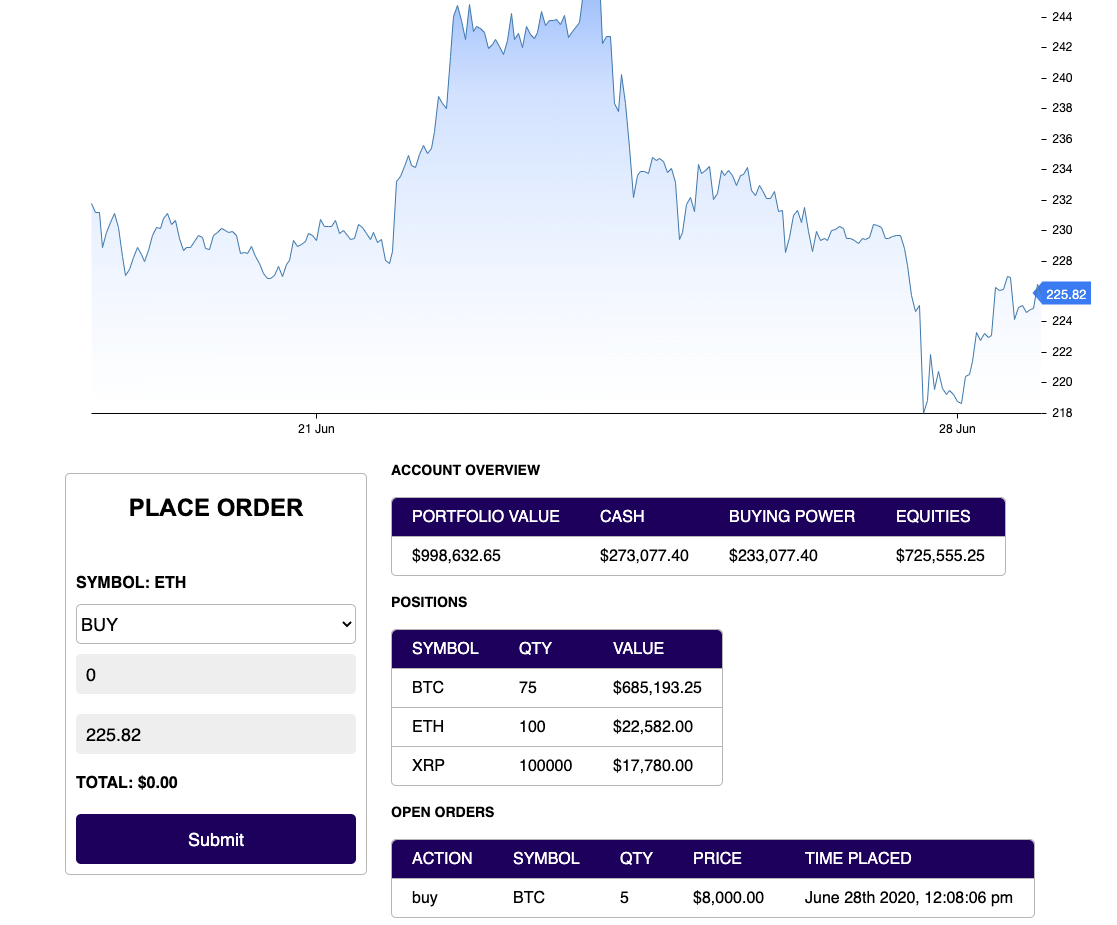 244
242
240
238
236
234
232
230
228
225.82
224
222
220
218
21 Jun
28 Jun
PLACE ORDER
SYMBOL: ETH
BUY
0
225.82
TOTAL: $0.00
Submit
ACCOUNT OVERVIEW
PORTFOLIO VALUE CASH BUYING POWER EQUITIES
$998,632.65 $273,077.40 $233,077.40 $725,555.25
POSITIONS
SYMBOL QTY VALUE
BTC 75 $685,193.25
ETH 100 $22,582.00
XRP 100000 $17,780.00
OPEN ORDERS
ACTION SYMBOL QTY PRICE TIME PLACED
buy BTC 5 $8,000.00 June 28th 2020, 12:08:06 pm